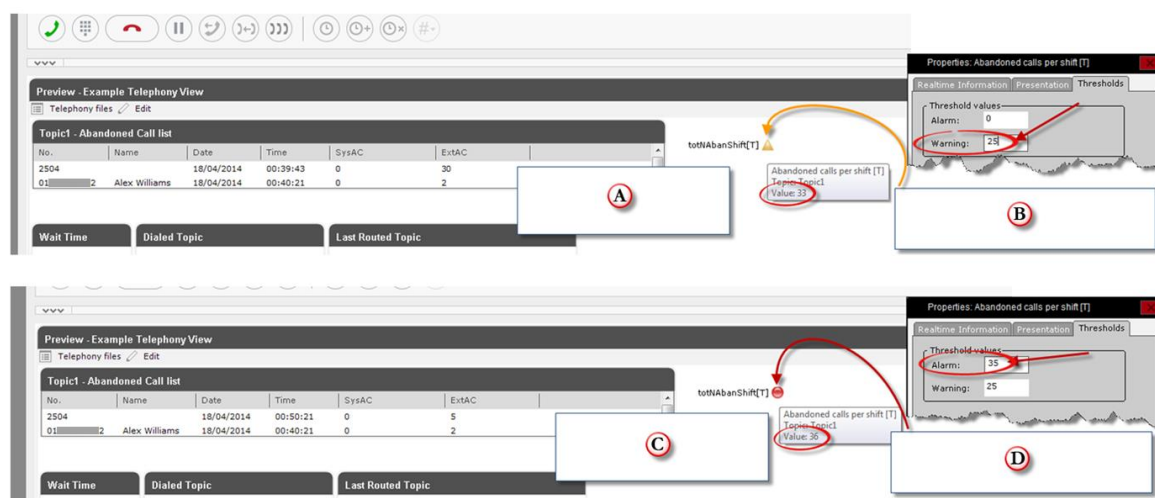 Properties: Abandoned calls per shift [T]
Realtime Information Presentation Thresholds
Threshold values
Alarm: 0
Warning: 25
Preview - Example Telephony View
Telephony files Edit
Topic1 - Abandoned Call list
No. Name Date Time SysAC ExtAC
2504 18/04/2014 00:39:43 0 30
01 2 Alex Williams 18/04/2014 00:40:21 0 2
totNAbanShift[T]
Abandoned calls per shift [T]
Topic: Topic1
Value: 33
A
B
Wait Time Dialed Topic Last Routed Topic
Properties: Abandoned calls per shift [T]
Realtime Information Presentation Thresholds
Threshold values
Alarm: 35
Warning: 25
Preview - Example Telephony View
Telephony files Edit
Topic1 - Abandoned Call list
No. Name Date Time SysAC ExtAC
2504 18/04/2014 00:50:21 0 5
01 2 Alex Williams 18/04/2014 00:40:21 0 2
totNAbanShift[T]
Abandoned calls per shift [T]
Topic: Topic1
Value: 36
C
D
Wait Time Dialed Topic Last Routed Topic